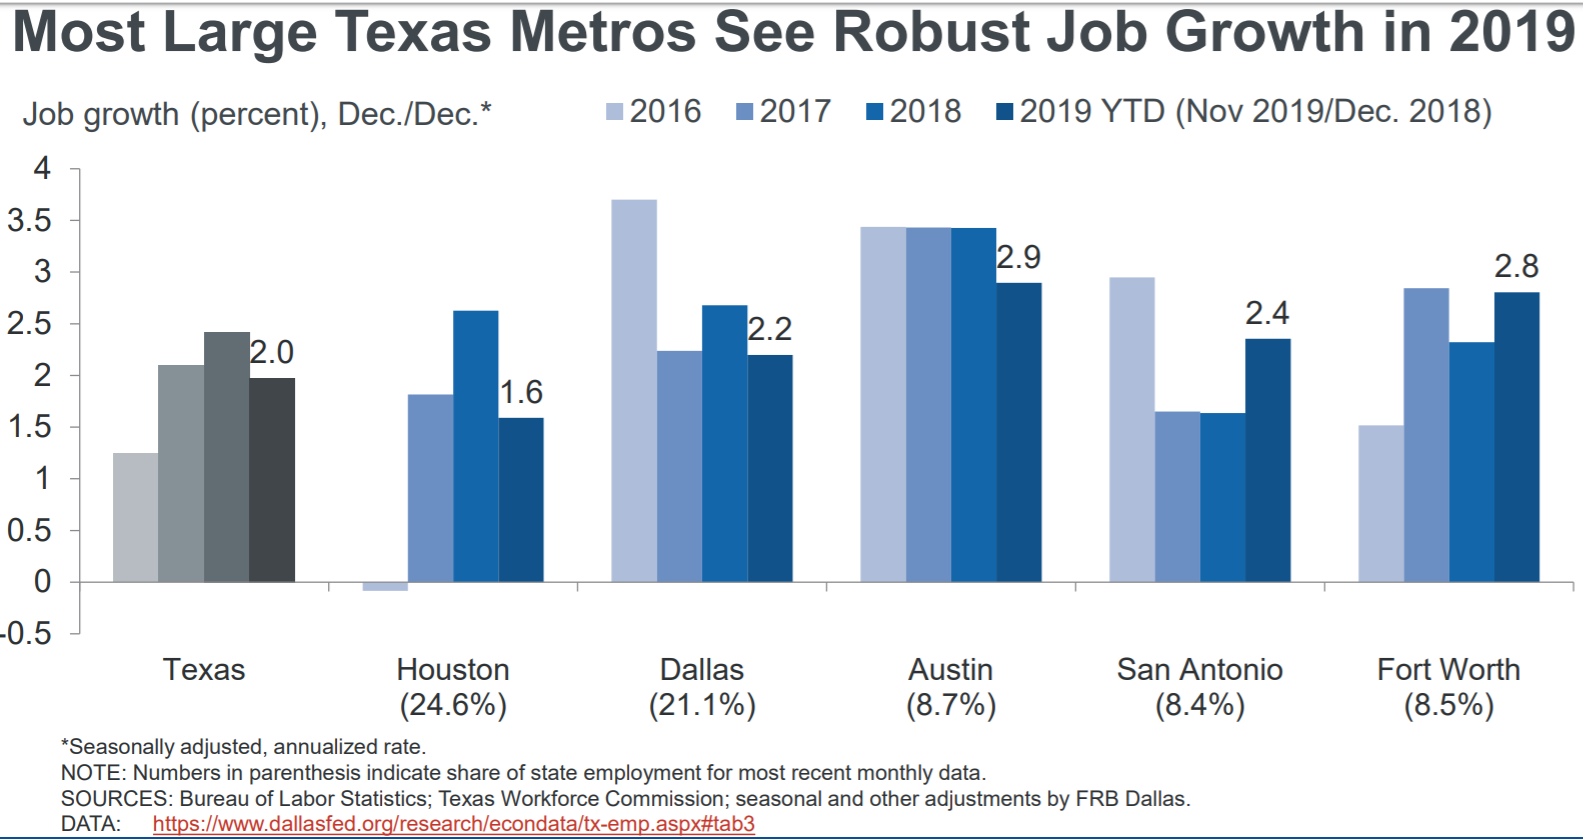 Most Large Texas Metros See Robust Job Growth in 2019
Job growth (percent), Dec./Dec.*
2016 2017 2018 2019 YTD (Nov 2019/Dec. 2018)
4
3.5
3
2.5
2
1.5
1
0.5
0
-0.5
2.0
1.6
2.2
2.9
2.4
2.8
Texas
Houston
(24.6%)
Dallas
(21.1%)
Austin
(8.7%)
San Antonio
(8.4%)
Fort Worth
(8.5%)
*Seasonally adjusted, annualized rate.
NOTE: Numbers in parenthesis indicate share of state employment for most recent monthly data.
SOURCES: Bureau of Labor Statistics; Texas Workforce Commission; seasonal and other adjustments by FRB Dallas.
DATA: https://www.dallasfed.org/research/econdata/tx-emp.aspx#tab3